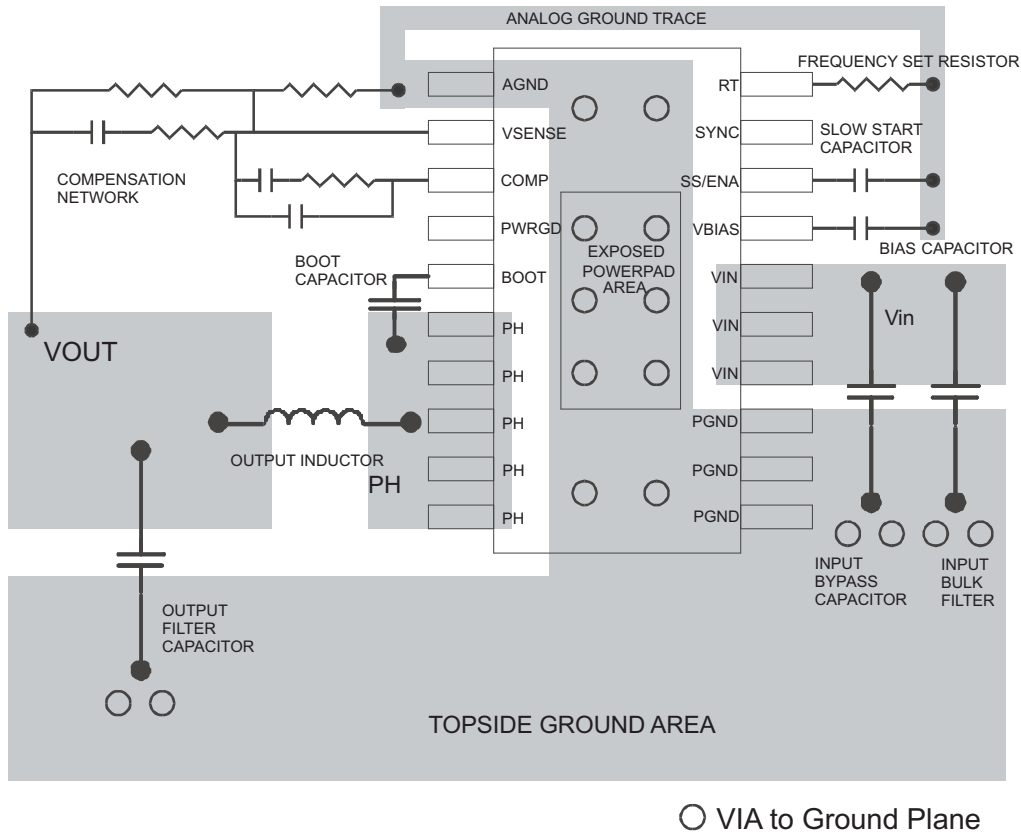 ANALOG GROUND TRACE
FREQUENCY SET RESISTOR
AGND
RT
VSENSE
SYNC
SLOW START
CAPACITOR
COMPENSATION
NETWORK
COMP
SS/ENA
PWRGD
VBIAS
BIAS CAPACITOR
EXPOSED
POWERPAD
AREA
BOOT
CAPACITOR
BOOT
VIN
Vin
PH
VIN
VOUT
PH
VIN
PH
PGND
OUTPUT INDUCTOR
PH
PH
PGND
PH
PGND
INPUT
BYPASS
CAPACITOR
INPUT
BULK
FILTER
OUTPUT
FILTER
CAPACITOR
TOPSIDE GROUND AREA
VIA to Ground Plane